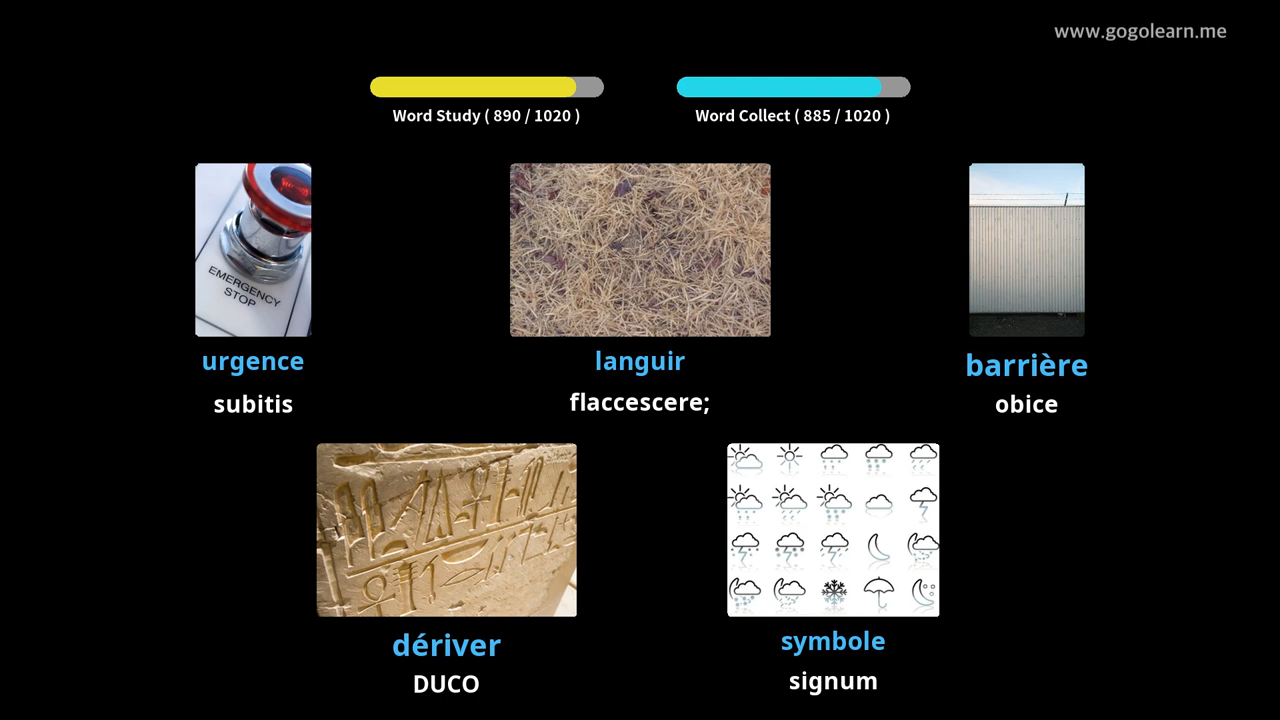 www.gogolearn.me
Word Study ( 890 / 1020 )
Word Collect ( 885 / 1020 )
EMERGENCY
STOP
urgence
languir
barrière
subitis
flaccescere;
obice
dériver
symbole
DUCO
signum